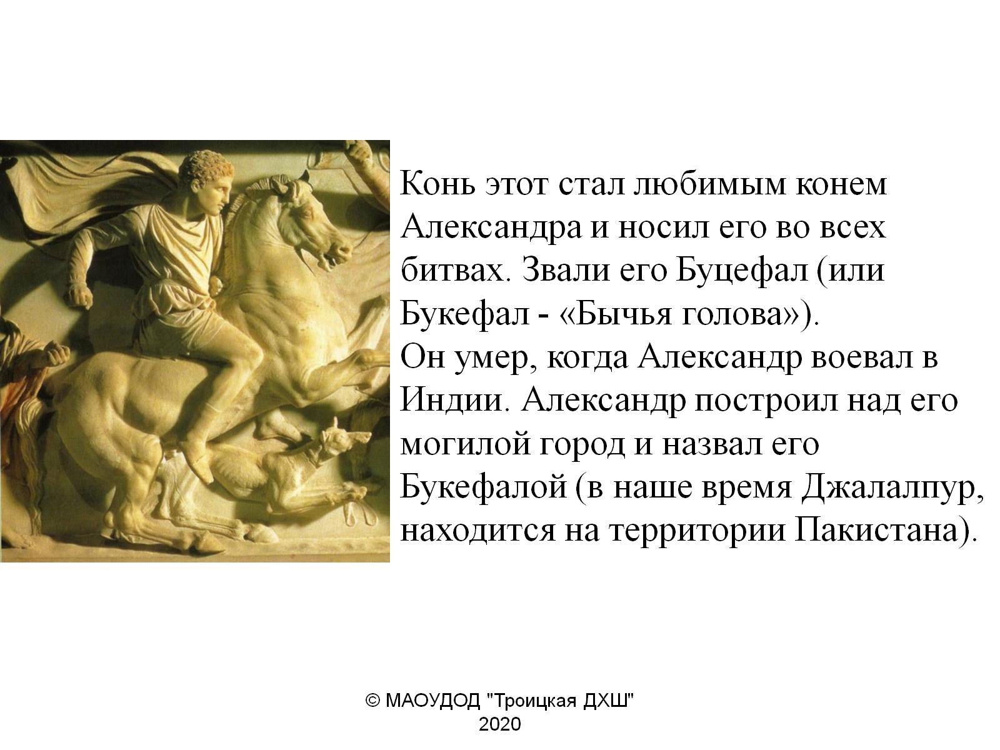 Конь этот стал любимым конем
Александра и носил его во всех
битвах. Звали его Буцефал (или
Букефал - «Бычья голова»).
Он умер, когда Александр воевал в
Индии. Александр построил над его
могилой город и назвал его
Букефалой (в наше время Джалалпур,
находится на территории Пакистана).
© МАОУДОД "Троицкая ДХШ"
2020